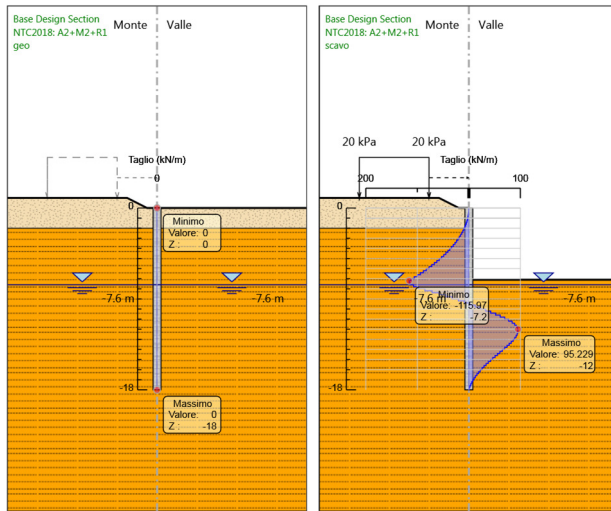 Base Design Section
NTC2018: A2+M2+R1
geo
Monte
Valle
Taglio (kN/m)
0
0
Minimo
Valore: 0
Z : 0
-7.6 m
-7.6 m
-18
Massimo
Valore: 0
Z : -18
Base Design Section
NTC2018: A2+M2+R1
scavo
Monte
Valle
20 kPa
20 kPa
Taglio (kN/m)
200
100
0
-7.6 m
-7.6 m
Minimo
Valore: -115.97
Z : -7.2
Massimo
Valore: 95.229
Z : -12
-18